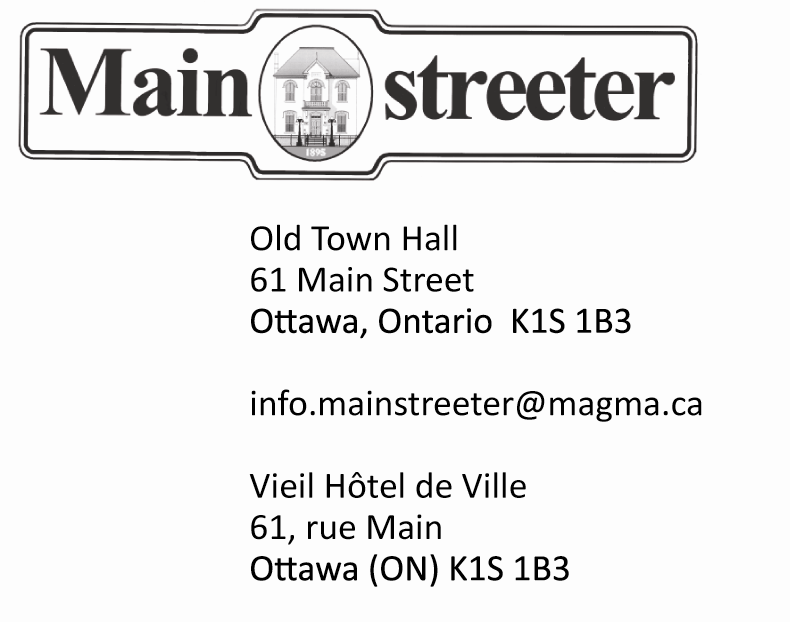 Main streeter
1895
Old Town Hall
61 Main Street
Ottawa, Ontario  K1S 1B3
info.mainstreeter@magma.ca
Vieil Hôtel de Ville
61, rue Main
Ottawa (ON) K1S 1B3